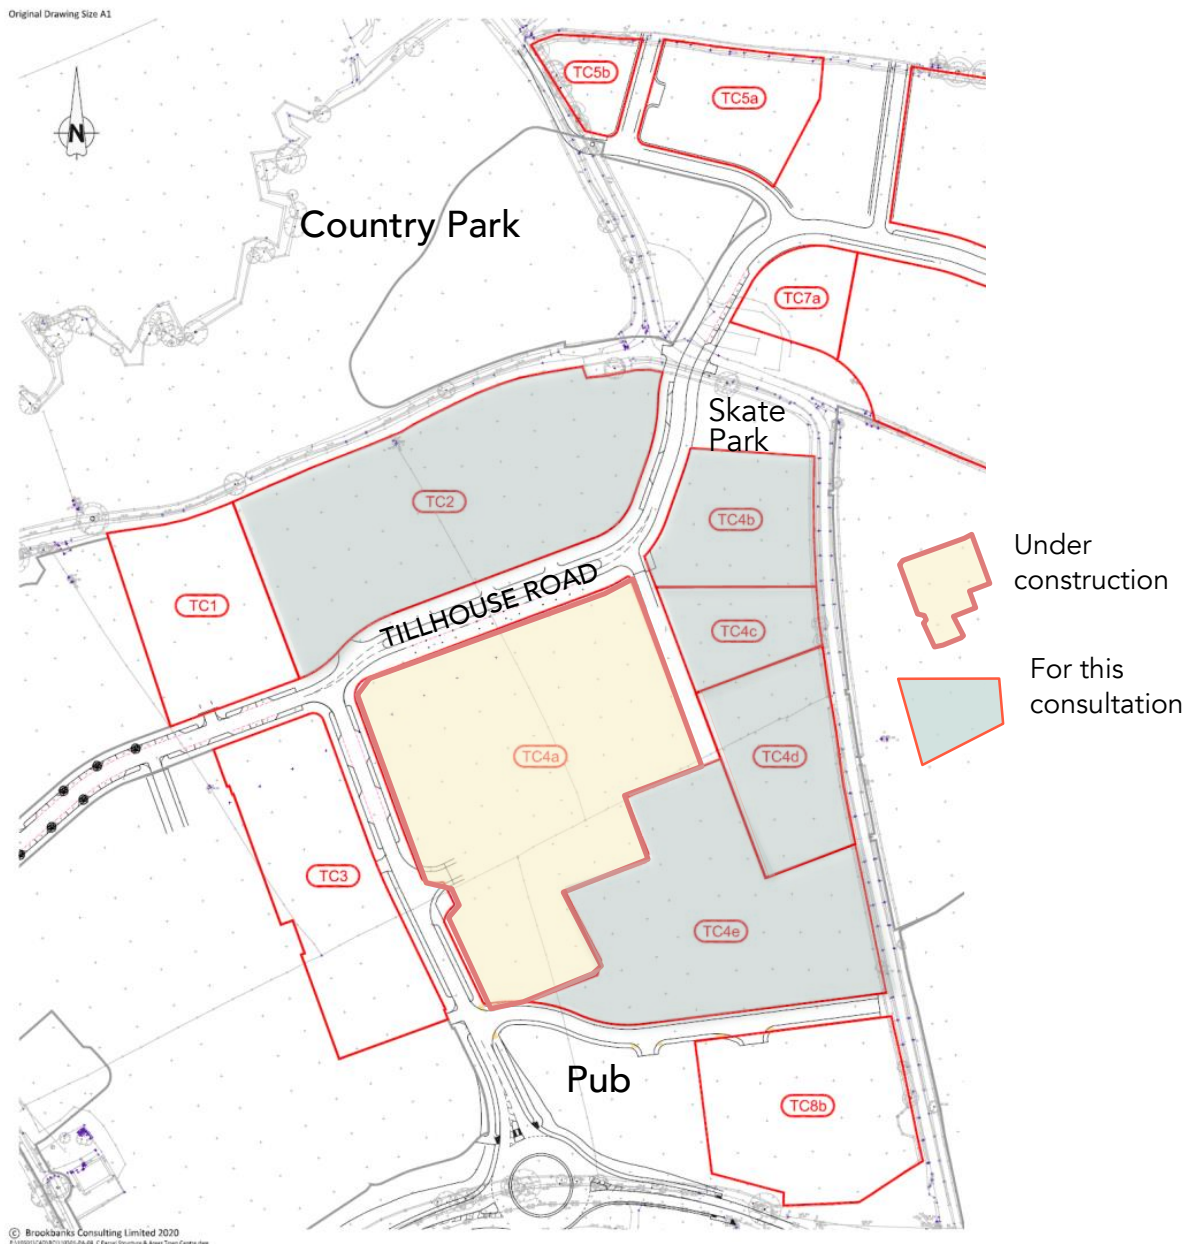 Original Drawing Size A1
TC5b
TC5a
N
Country Park
TC7a
Skate
Park
TC2
TC4b
Under
construction
TILLHOUSE ROAD
TC1
TC4c
For this
consultation
TC4a
TC4d
TC3
TC4e
Pub
TC8b
© Brookbanks Consulting Limited 2020